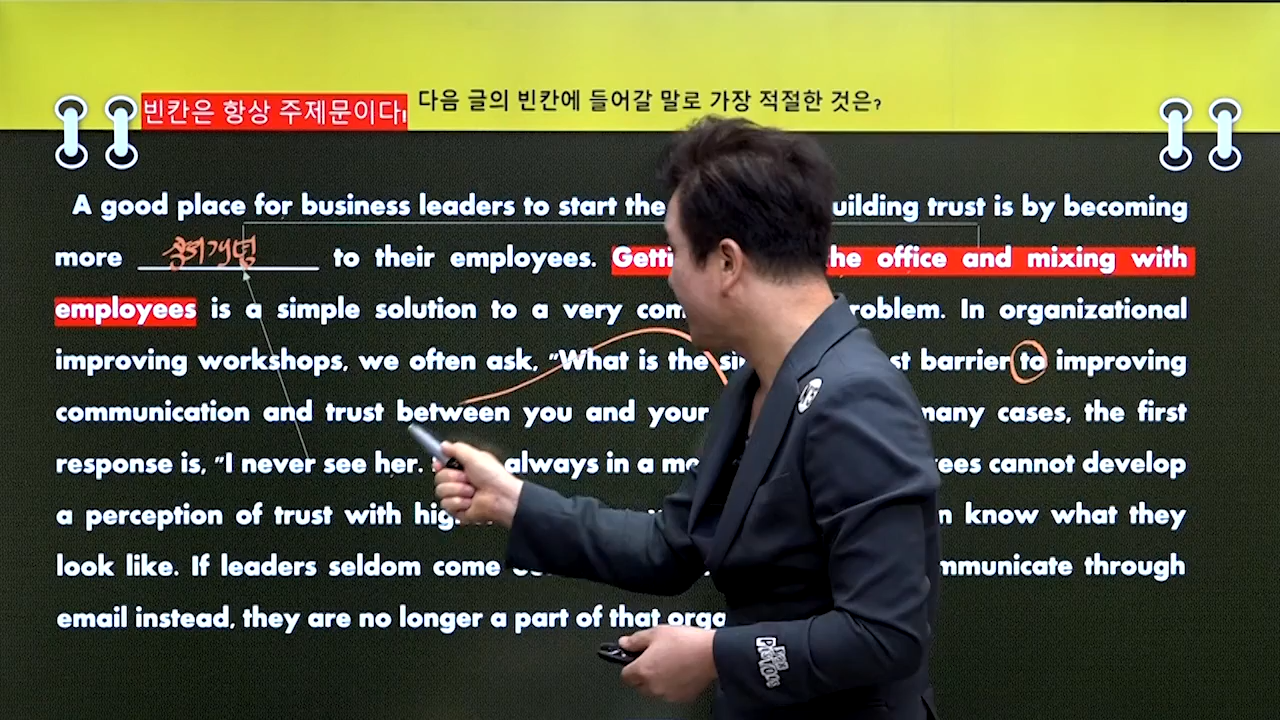 빈칸은 항상 주제문이다! 다음 글의 빈칸에 들어갈 말로 가장 적절한 것은?
A good place for business leaders to start the uilding trust is by becoming
more to their employees. Getti he office and mixing with
employees is a simple solution to a very com roblem. In organizational
improving workshops, we often ask, "What is the si st barrier to improving
communication and trust between you and your many cases, the first
response is, "I never see her. always in a me ees cannot develop
a perception of trust with hig n know what they
look like. If leaders seldom come mmunicate through
email instead, they are no longer a part of that orga